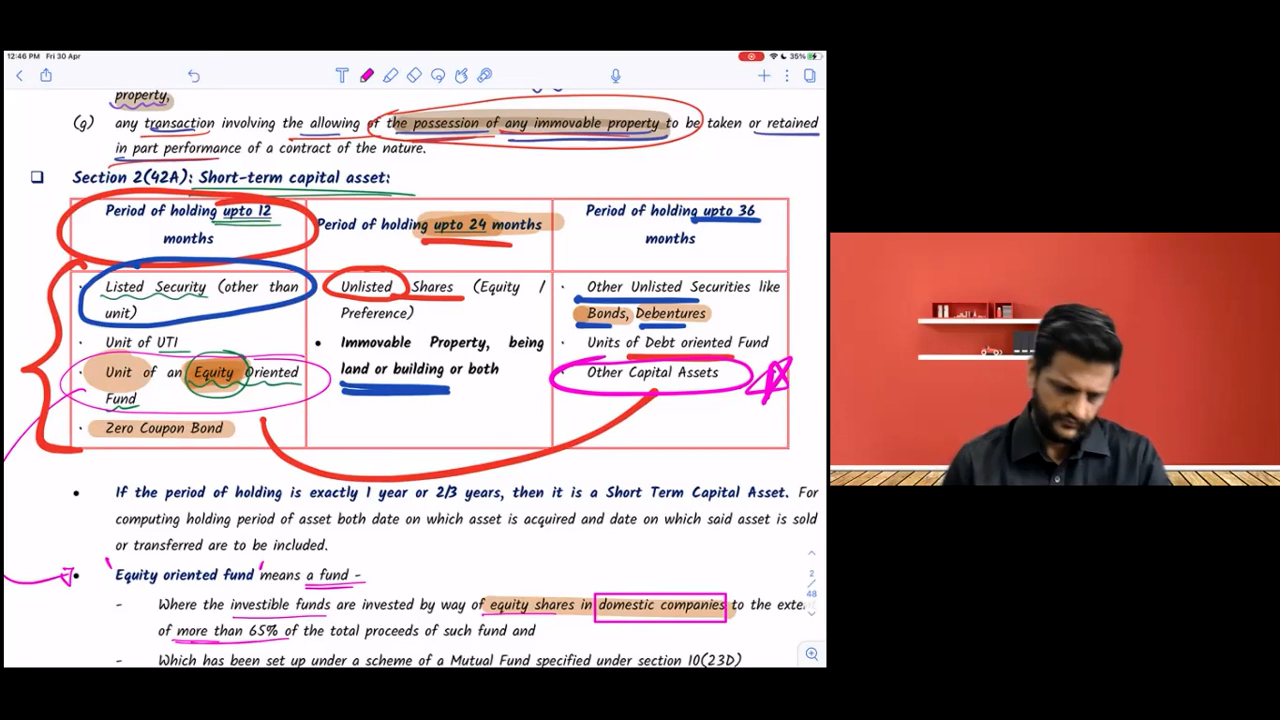 12:46 PM Fri 30 Apr
35%
property,
(g) any transaction involving the allowing of the possession of any immovable property to be taken or retained
in part performance of a contract of the nature.
Section 2(42A): Short-term capital asset:
Period of holding upto 12
months
Period of holding upto 24 months
Period of holding upto 36
months
Listed Security (other than
unit)
Unit of UTI
Unit of an Equity Oriented
Fund
Zero Coupon Bond
Unlisted Shares (Equity /
Preference)
Immovable Property, being
land or building or both
Other Unlisted Securities like
Bonds, Debentures
Units of Debt oriented Fund
Other Capital Assets
If the period of holding is exactly 1 year or 2/3 years, then it is a Short Term Capital Asset. For
computing holding period of asset both date on which asset is acquired and date on which said asset is sold
or transferred are to be included.
'Equity oriented fund' means a fund -
- Where the investible funds are invested by way of equity shares in domestic companies to the exten
of more than 65% of the total proceeds of such fund and
- Which has been set up under a scheme of a Mutual Fund specified under section 10(23D)
2
/
48